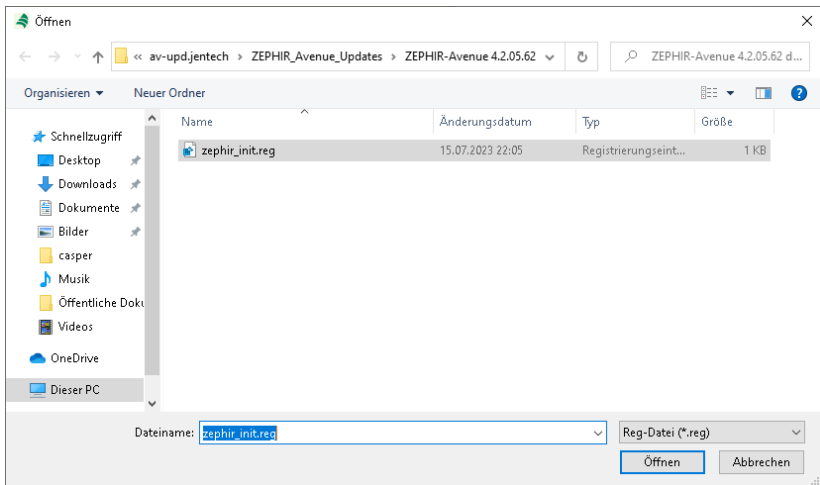 Öffnen
« av-upd.jentech > ZEPHIR_Avenue_Updates > ZEPHIR-Avenue 4.2.05.62
ZEPHIR-Avenue 4.2.05.62 d...
Organisieren Neuer Ordner
Name Änderungsdatum Typ Größe
zephir_init.reg 15.07.2023 22:05 Registrierungseint... 1 KB
Schnellzugriff
Desktop
Downloads
Dokumente
Bilder
casper
Musik
Öffentliche Doku
Videos
OneDrive
Dieser PC
Dateiname: zephir_init.reg Reg-Datei (*.reg)
Öffnen Abbrechen